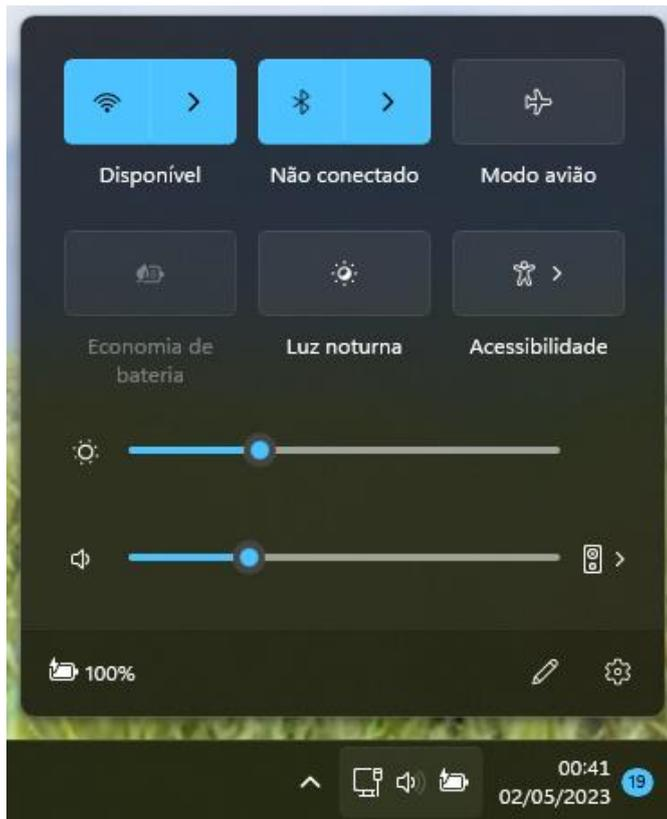 Disponível
Não conectado
Modo avião
Economia de
bateria
Luz noturna
Acessibilidade
100%
00:41
02/05/2023
19